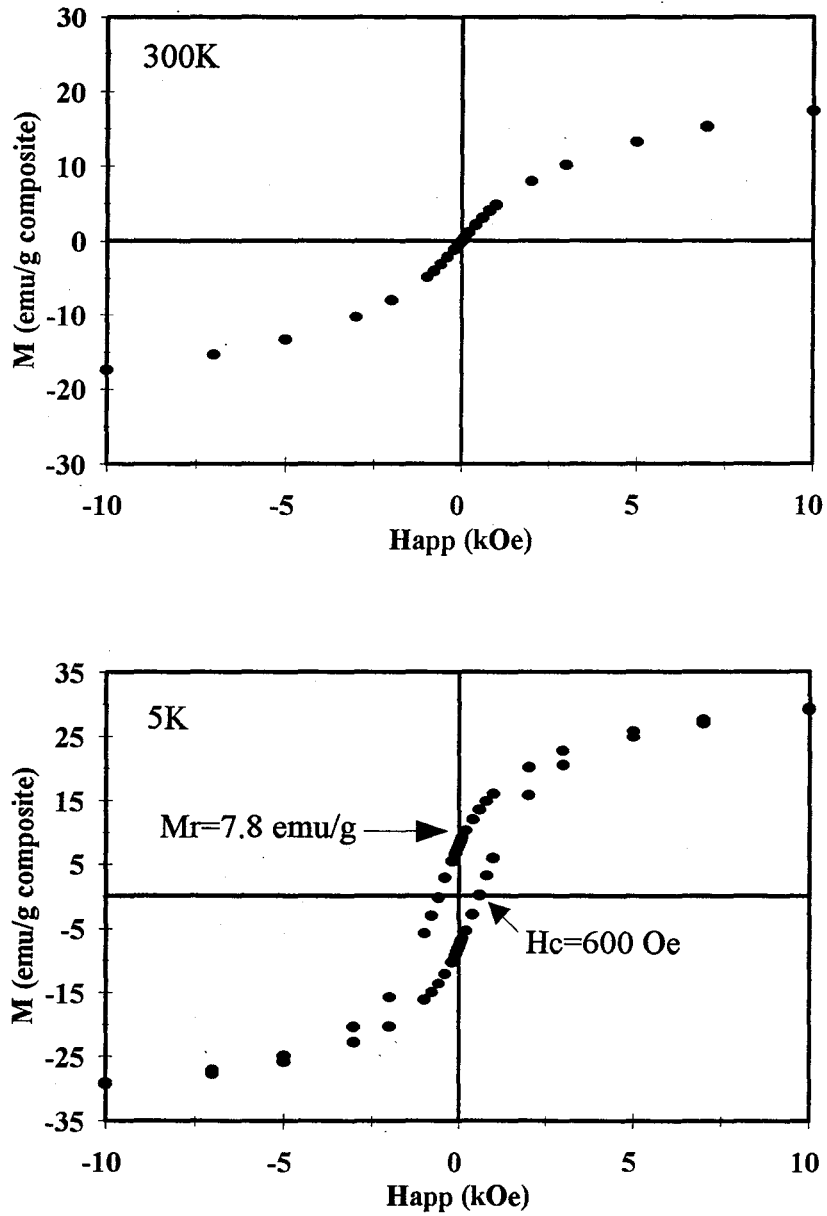 30
300K
20
10
0
-10
-20
-30
M (emu/g composite)
-10 -5 0 5 10
Happ (kOe)
35
5K
25
15
Mr=7.8 emu/g
5
-5
Hc=600 Oe
-15
-25
-35
M (emu/g composite)
-10 -5 0 5 10
Happ (kOe)